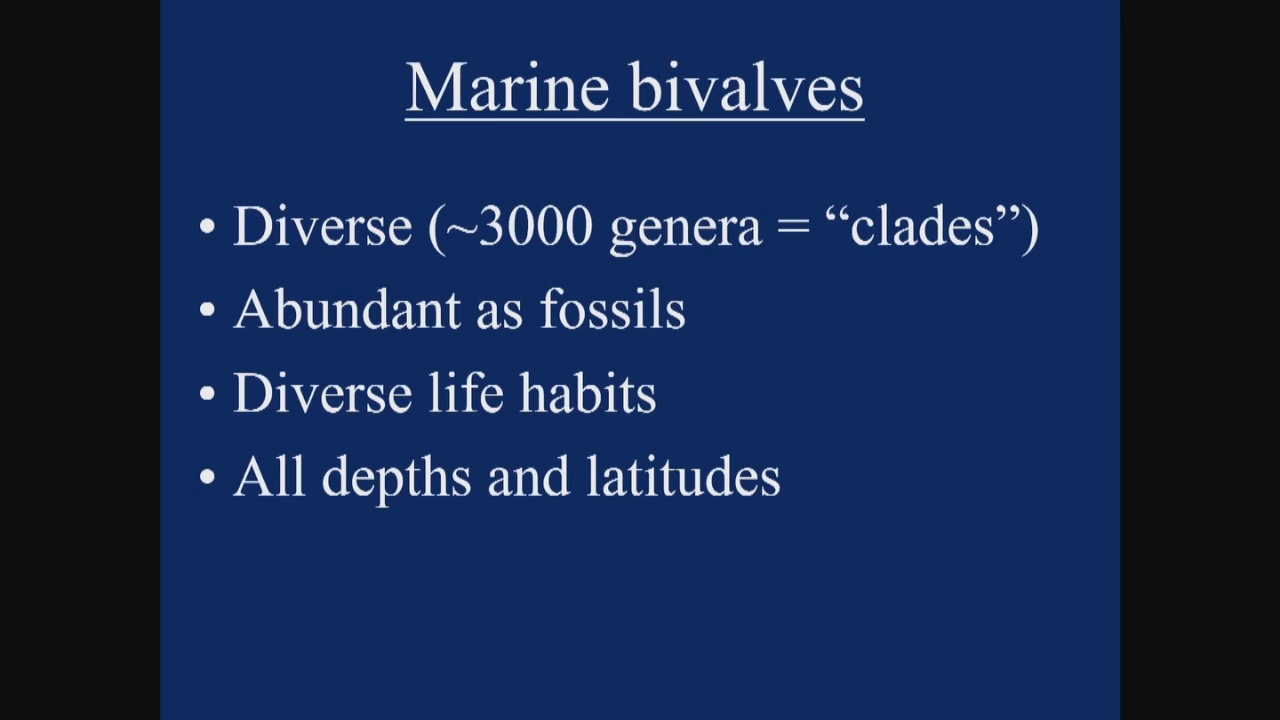 Marine bivalves
• Diverse (~3000 genera = “clades”)
• Abundant as fossils
• Diverse life habits
• All depths and latitudes